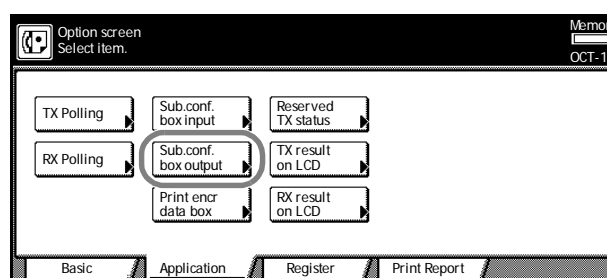 Option screen
Select item.
Memor
OCT-1
TX Polling
Sub.conf.
box input
Reserved
TX status
RX Polling
Sub.conf.
box output
TX result
on LCD
Print encr
data box
RX result
on LCD
Basic
Application
Register
Print Report